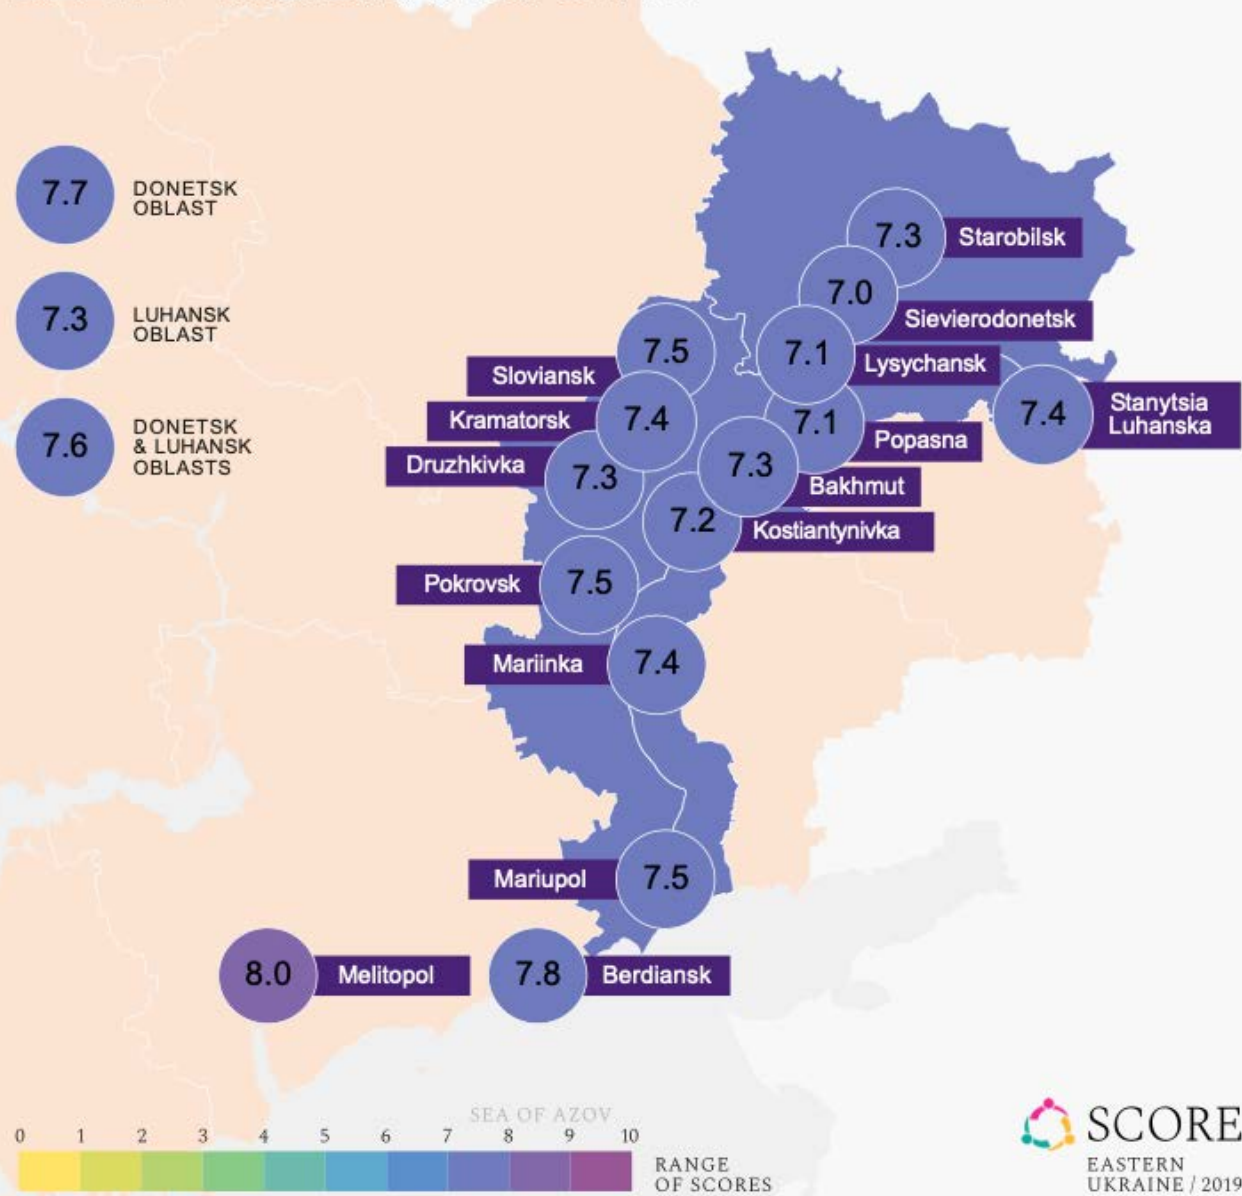 7.7
DONETSK
OBLAST
7.3
LUHANSK
OBLAST
7.6
DONETSK
& LUHANSK
OBLASTS
7.3
Starobilsk
7.0
Sievierodonetsk
7.5
Sloviansk
7.1
Lysychansk
7.4
Stanytsia
Luhanska
Kramatorsk
7.4
7.1
Popasna
Druzhkivka
7.3
7.3
Bakhmut
7.2
Kostiantynivka
Pokrovsk
7.5
Mariinka
7.4
Mariupol
7.5
8.0
Melitopol
7.8
Berdiansk
SEA OF AZOV
0 1 2 3 4 5 6 7 8 9 10
RANGE
OF SCORES
SCORE
EASTERN
UKRAINE / 2019